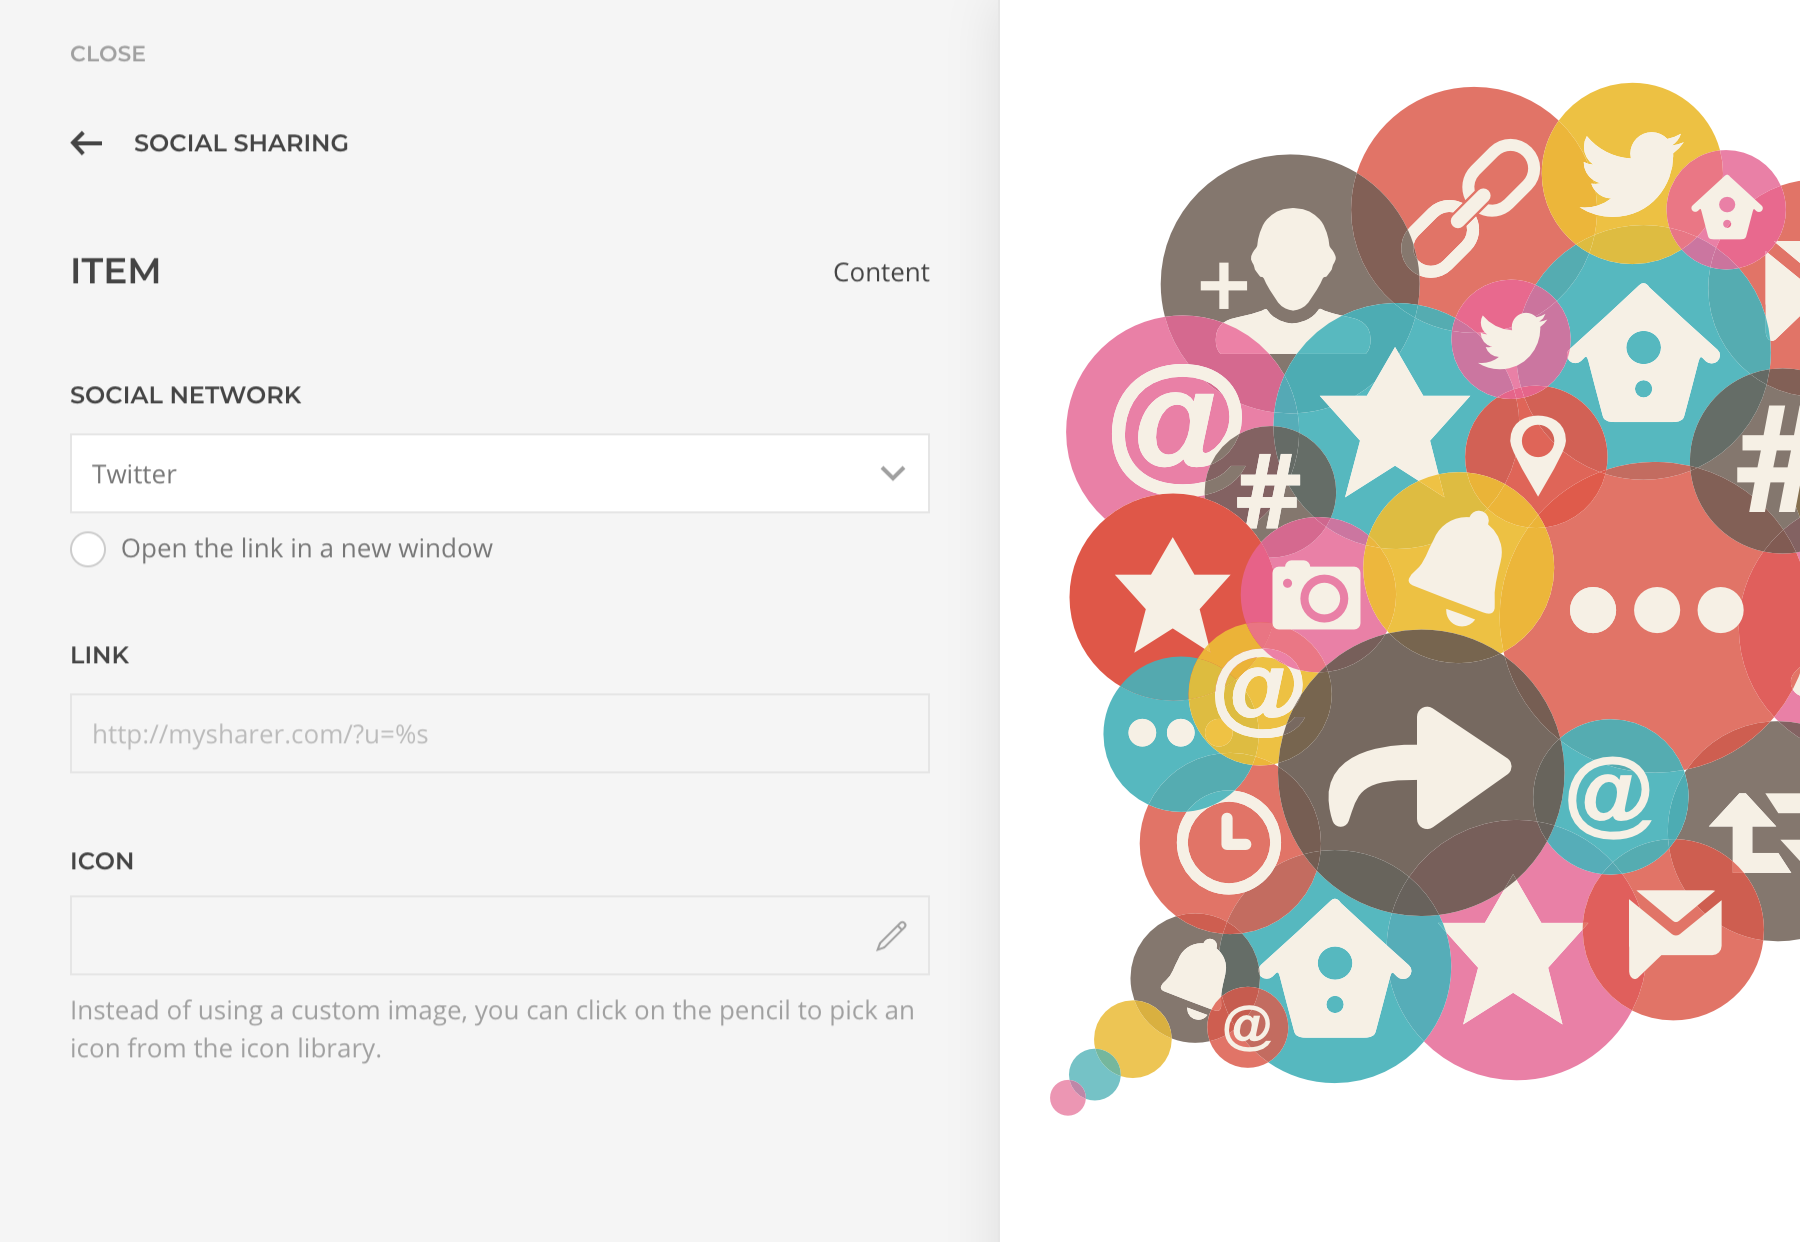 CLOSE
SOCIAL SHARING
ITEM
Content
SOCIAL NETWORK
Twitter
Open the link in a new window
LINK
http://mysharer.com/?u=%s
ICON
Instead of using a custom image, you can click on the pencil to pick an
icon from the icon library.